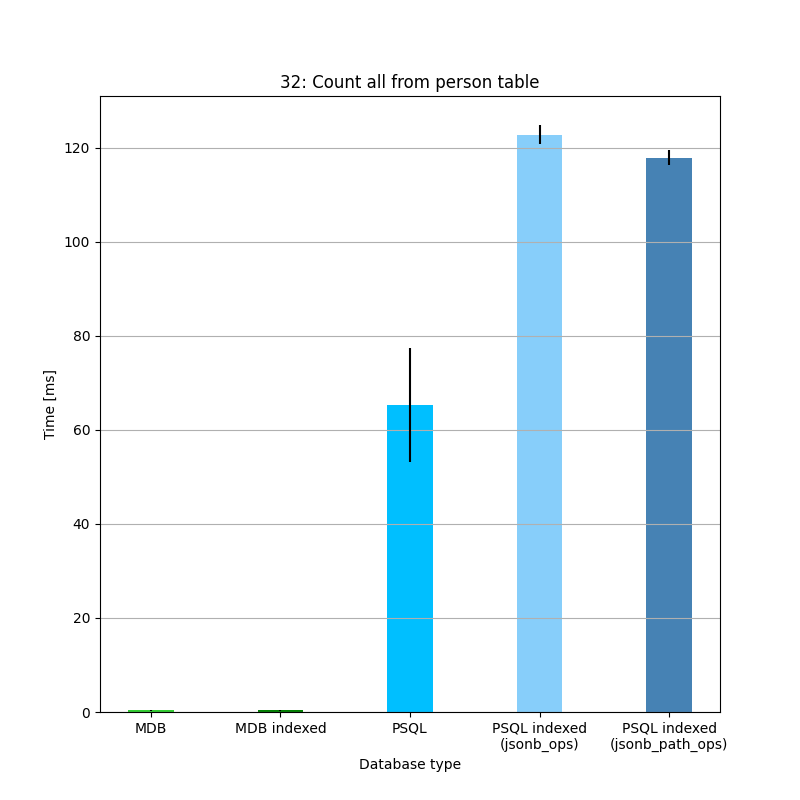 32: Count all from person table
Time [ms]
120
100
80
60
40
20
0
MDB
MDB indexed
PSQL
PSQL indexed
(jsonb_ops)
PSQL indexed
(jsonb_path_ops)
Database type